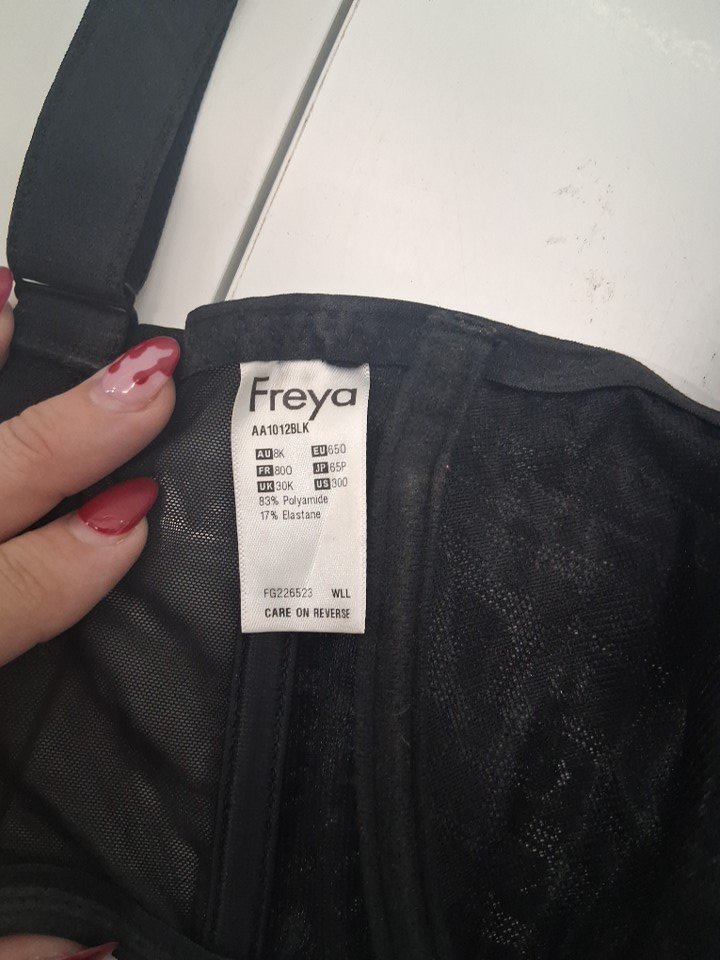 Freya
AA1012BLK
AU 8K EU 65O
FR 80O JP 65P
UK 30K US 30O
83% Polyamide
17% Elastane
FG226523 WLL
CARE ON REVERSE